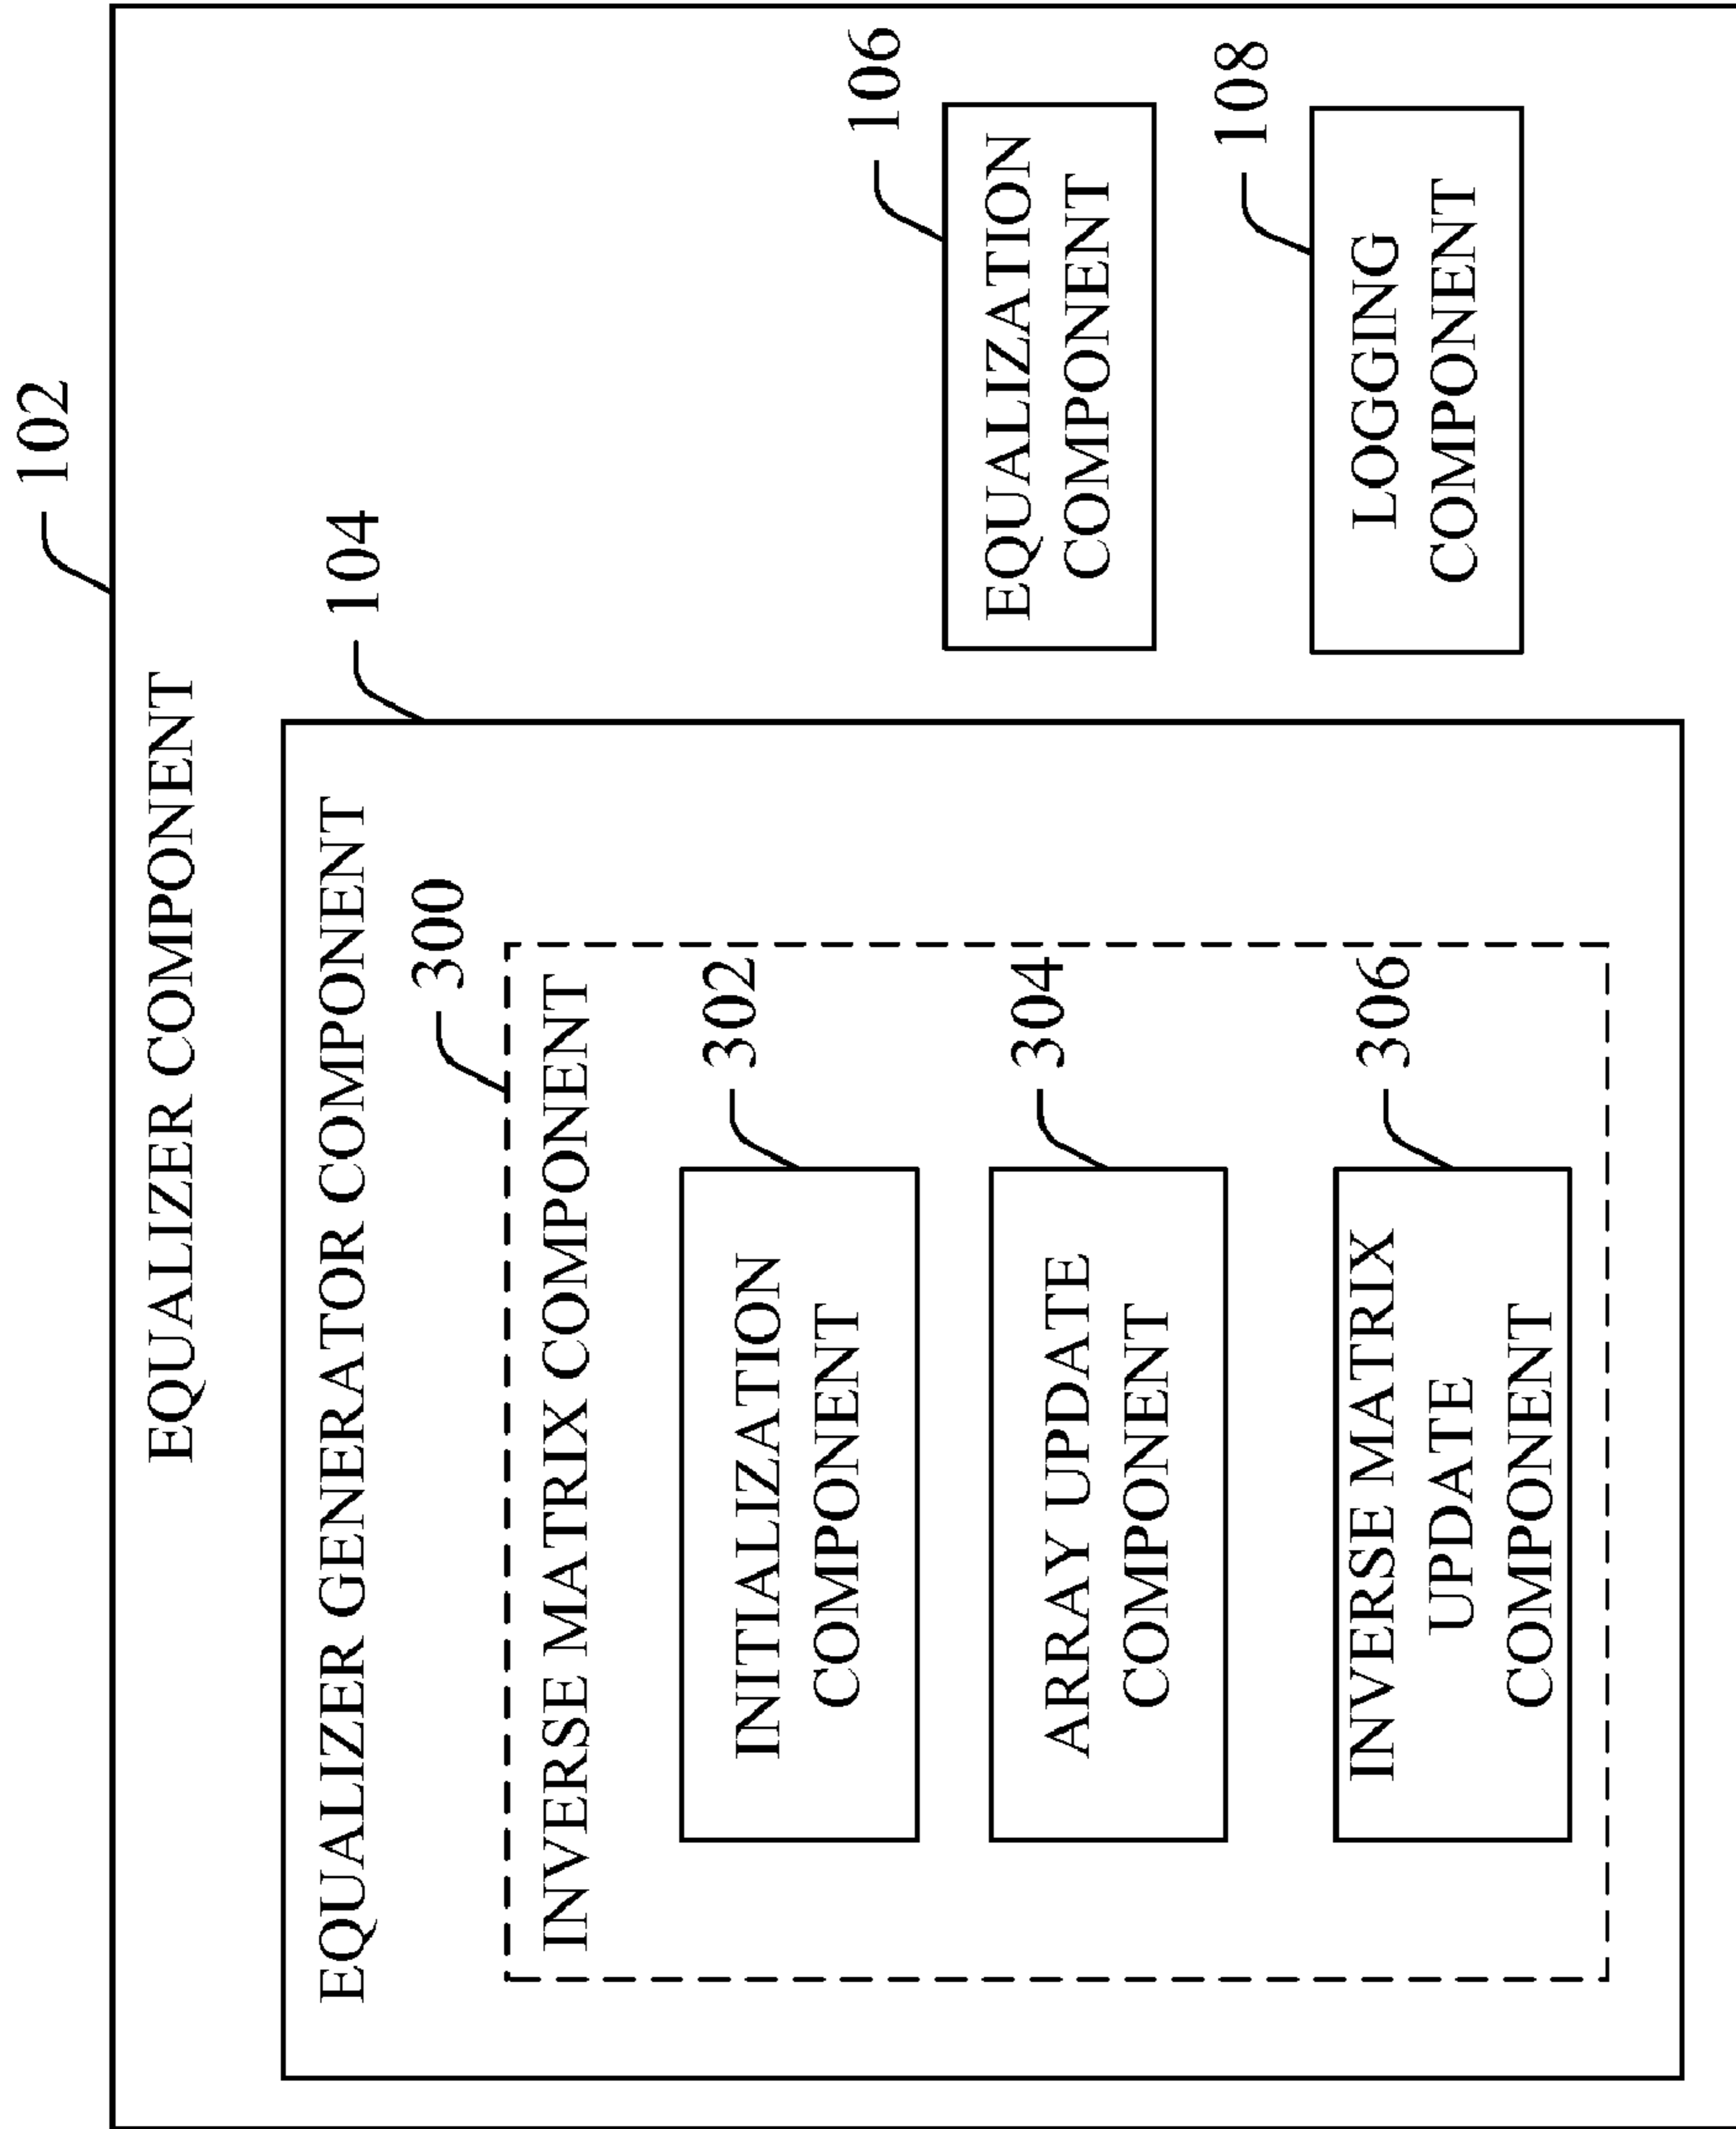 102
EQUALIZER COMPONENT
104
EQUALIZER GENERATOR COMPONENT
300
INVERSE MATRIX COMPONENT
302
INITIALIZATION
COMPONENT
304
ARRAY UPDATE
COMPONENT
306
INVERSE MATRIX
UPDATE
COMPONENT
106
EQUALIZATION
COMPONENT
108
LOGGING
COMPONENT